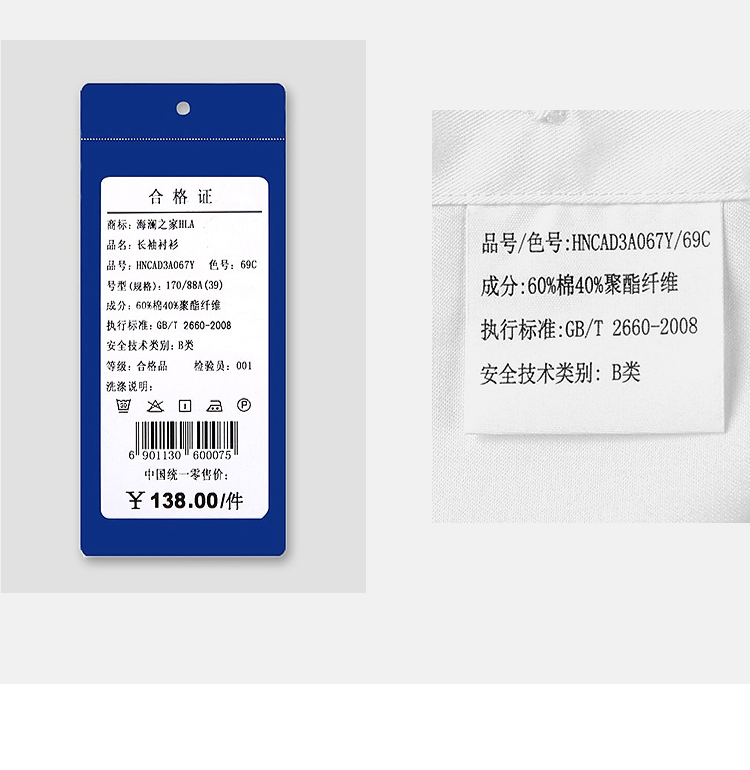 合格证
商标：海澜之家HLA
品名：长袖衬衫
品号：HNCAD3A067Y 色号：69C
号型(规格)：170/88A(39)
成分：60%棉40%聚酯纤维
执行标准：GB/T 2660-2008
安全技术类别：B类
等级：合格品 检验员：001
洗涤说明：
30 P
6 901130 600075
中国统一零售价：
￥138.00/件
品号/色号:HNCAD3A067Y/69C
成分:60%棉40%聚酯纤维
执行标准:GB/T 2660-2008
安全技术类别: B类